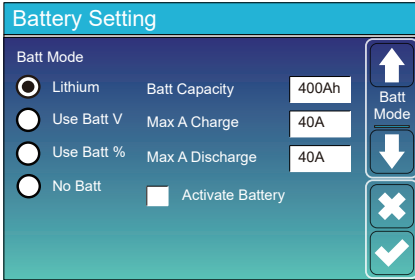 Battery Setting
Batt Mode
Lithium
Batt Capacity
400Ah
Use Batt V
Max A Charge
40A
Use Batt %
Max A Discharge
40A
No Batt
Activate Battery
Batt
Mode